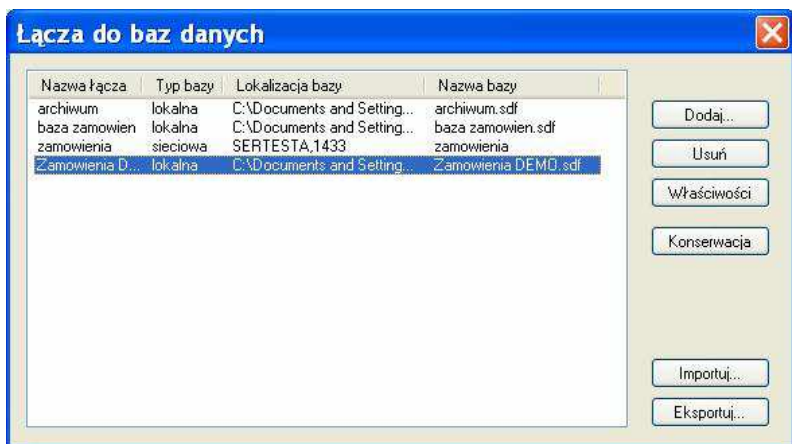 Łącza do baz danych
Nazwa łącza Typ bazy Lokalizacja bazy Nazwa bazy
archiwum lokalna C:\Documents and Setting... archiwum.sdf
baza zamowien lokalna C:\Documents and Setting... baza zamowien.sdf
zamowienia sieciowa SERTESTA,1433 zamowienia
Zamowienia D... lokalna C:\Documents and Setting... Zamowienia DEMO.sdf
Dodaj...
Usuń
Właściwości
Konserwacja
Importuj...
Eksportuj...